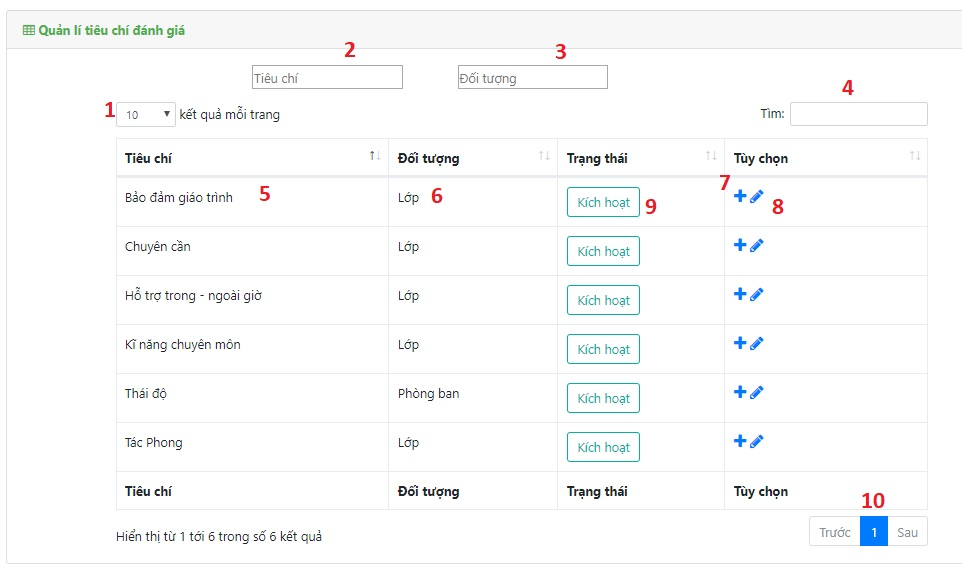 Quản lí tiêu chí đánh giá
2 3
Tiêu chí Đối tượng
4
1 10 kết quả mỗi trang Tìm:
Tiêu chí Đối tượng Trạng thái Tùy chọn
7
Bảo đảm giáo trình 5 Lớp 6 Kích hoạt 9 8
Chuyên cần Lớp Kích hoạt
Hỗ trợ trong - ngoài giờ Lớp Kích hoạt
Kĩ năng chuyên môn Lớp Kích hoạt
Thái độ Phòng ban Kích hoạt
Tác Phong Lớp Kích hoạt
Tiêu chí Đối tượng Trạng thái Tùy chọn
10
Hiển thị từ 1 tới 6 trong số 6 kết quả Trước 1 Sau